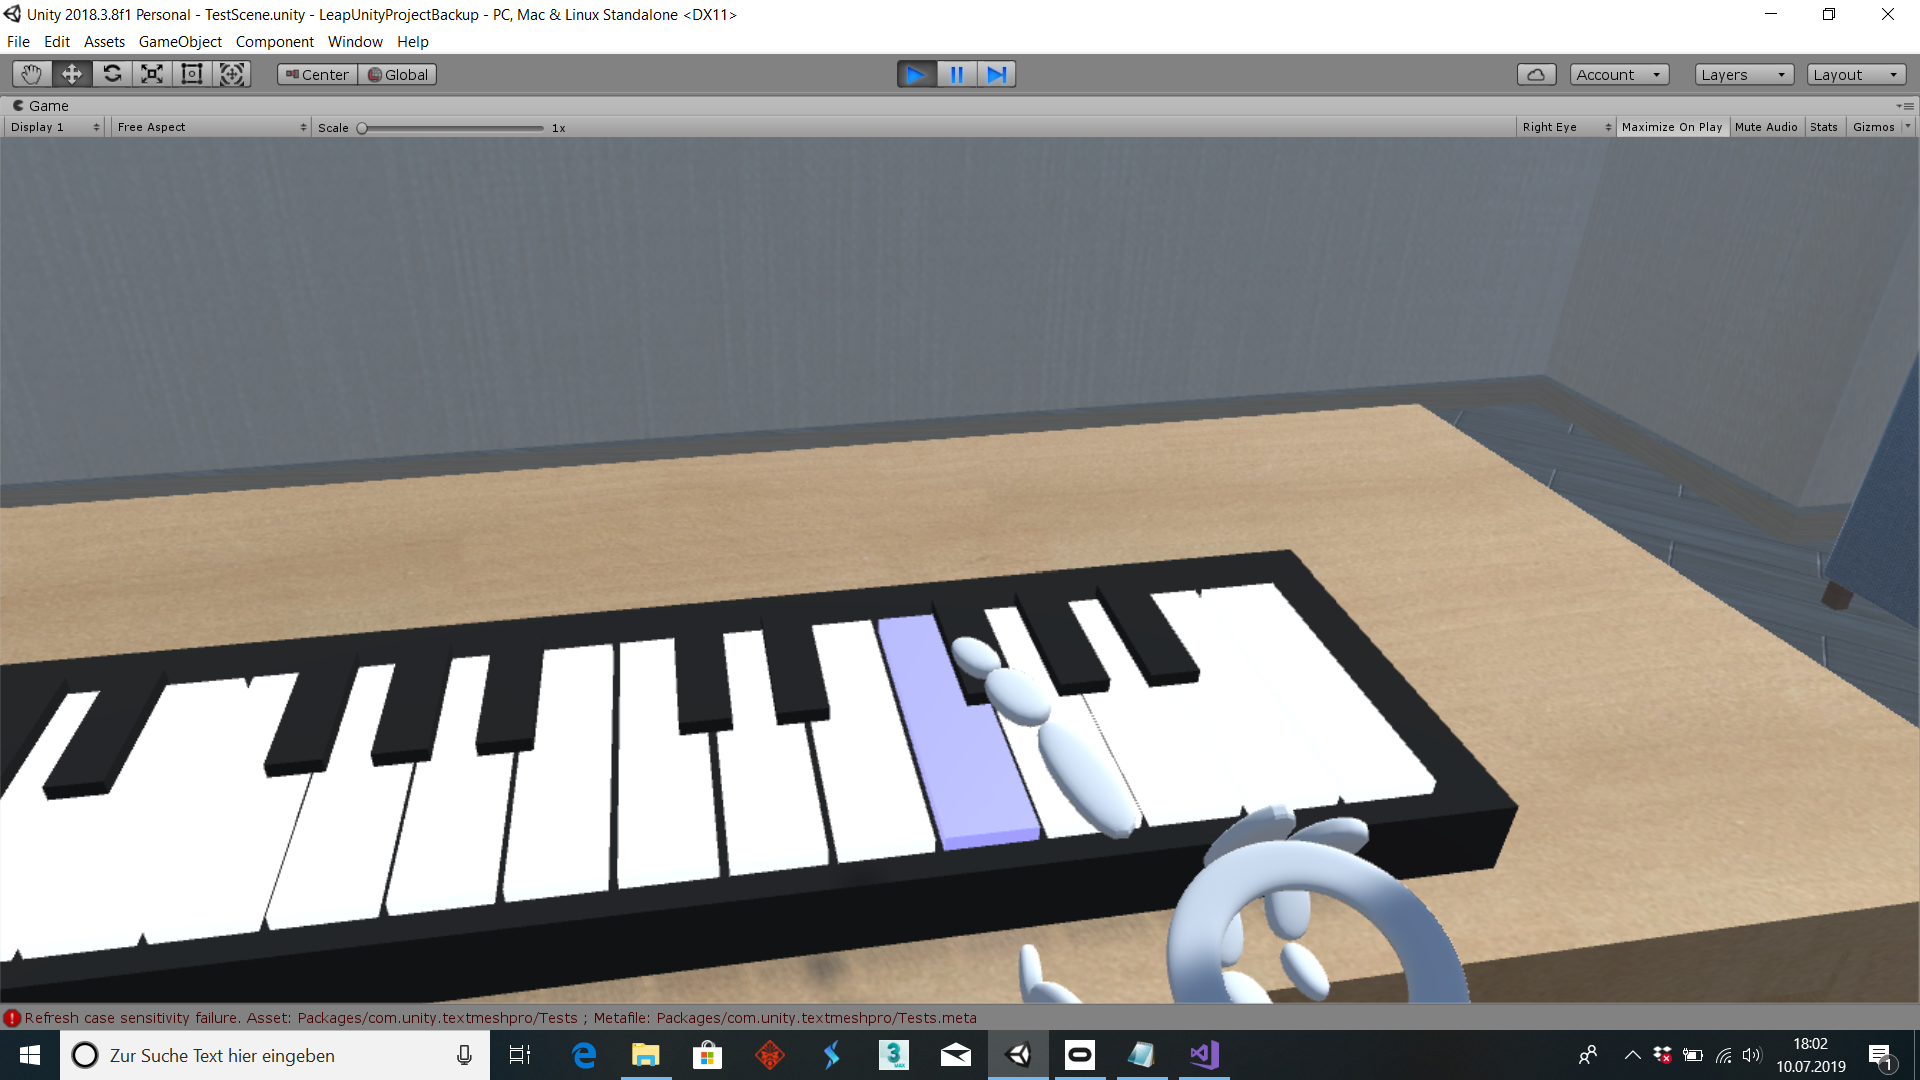 Unity 2018.3.8f1 Personal - TestScene.unity - LeapUnityProjectBackup - PC, Mac & Linux Standalone <DX11>
File Edit Assets GameObject Component Window Help
Center Global Account Layers Layout
Game
Display 1 Free Aspect Scale 1x Right Eye Maximize On Play Mute Audio Stats Gizmos
Refresh case sensitivity failure. Asset: Packages/com.unity.textmeshpro/Tests ; Metafile: Packages/com.unity.textmeshpro/Tests.meta
Zur Suche Text hier eingeben
3
MAX
18:02
10.07.2019
1